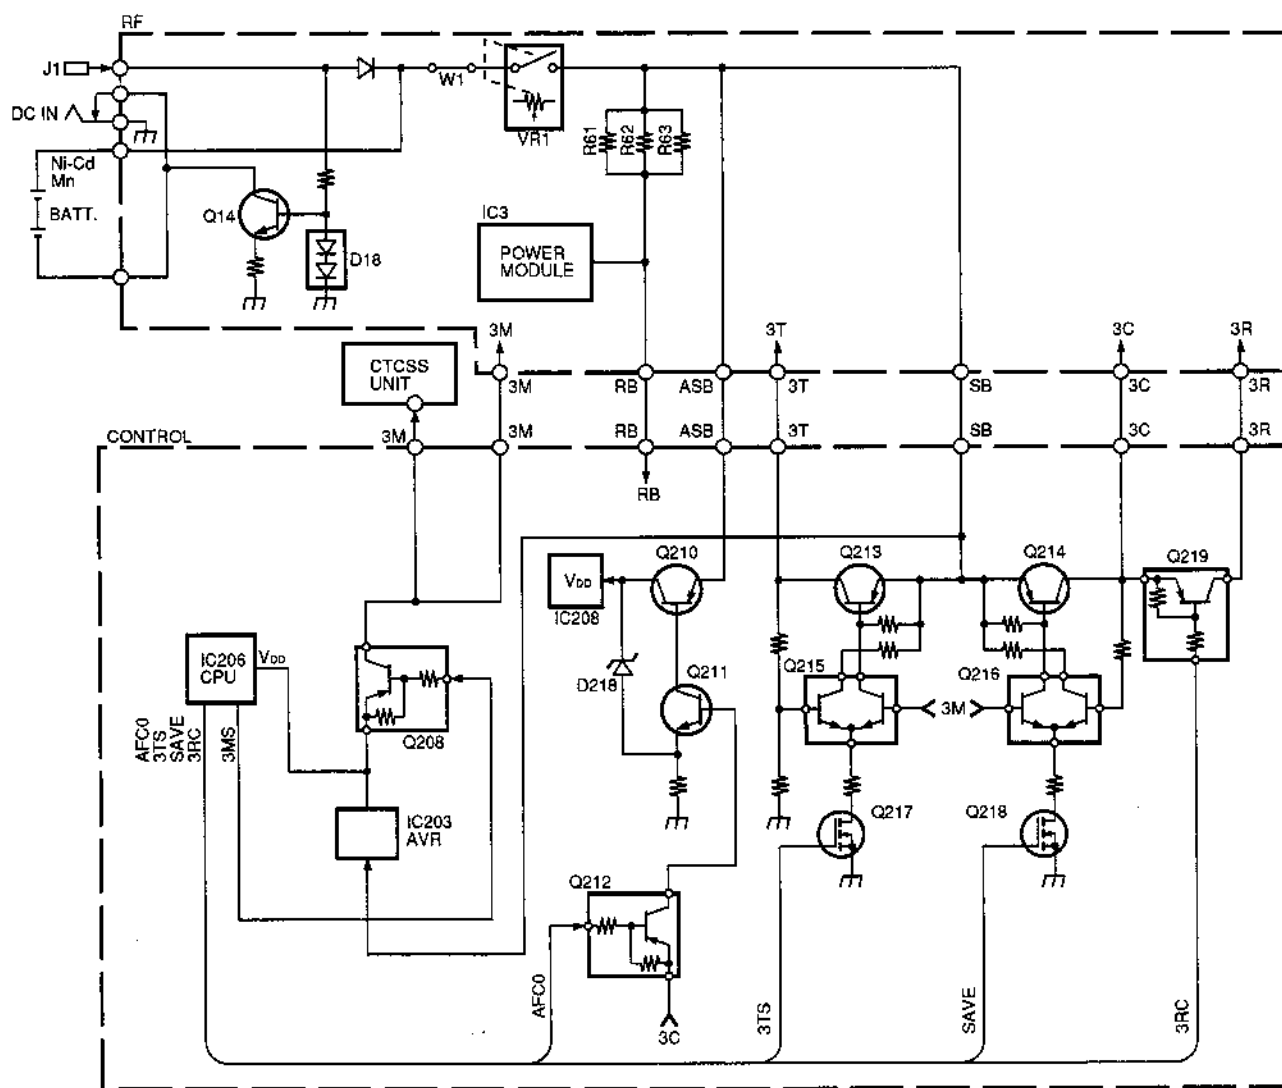 RF
J1
W1
DC IN
VR1
R61
R62
R63
Ni-Cd
Mn
BATT.
Q14
D18
IC3
POWER
MODULE
3M
3T
3C
3R
CTCSS
UNIT
3M
RB
ASB
3T
SB
3C
3R
CONTROL
3M
3M
RB
ASB
3T
SB
3C
3R
RB
Q210
Q213
Q214
Q219
VDD
IC208
IC206
CPU
VDD
D218
Q211
Q215
Q216
3M
Q208
AFC0
3TS
SAVE
3RC
3MS
IC203
AVR
Q217
Q218
Q212
AFC0
3C
3TS
SAVE
3RC